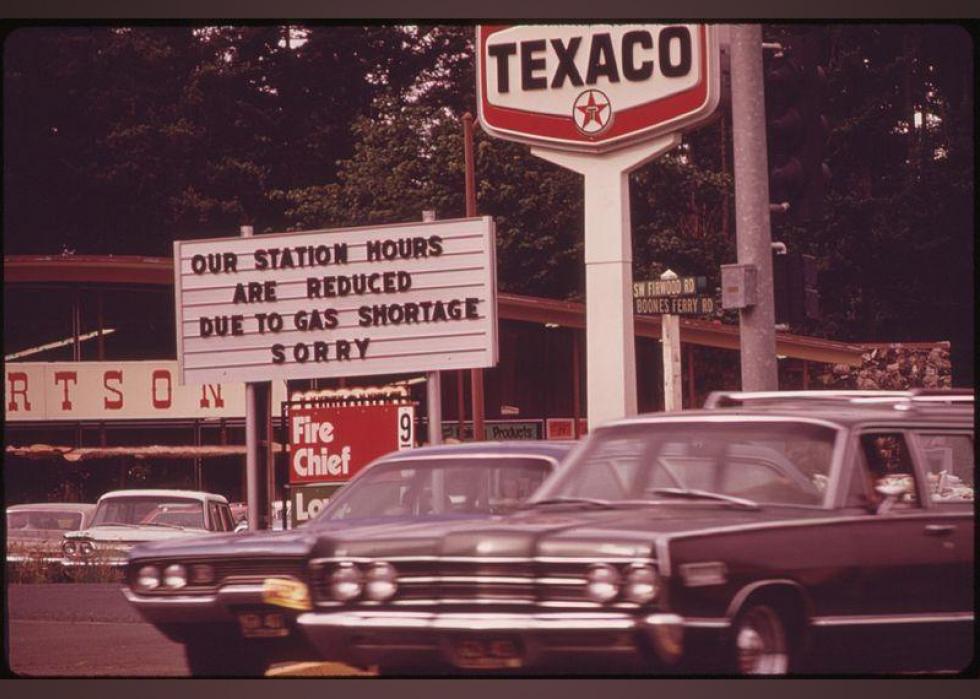 TEXACO
T
OUR STATION HOURS
ARE REDUCED
DUE TO GAS SHORTAGE
SORRY
SW FIRWOOD RD
BOONES FERRY RD
RTSON
Fire
Chief
9
Products